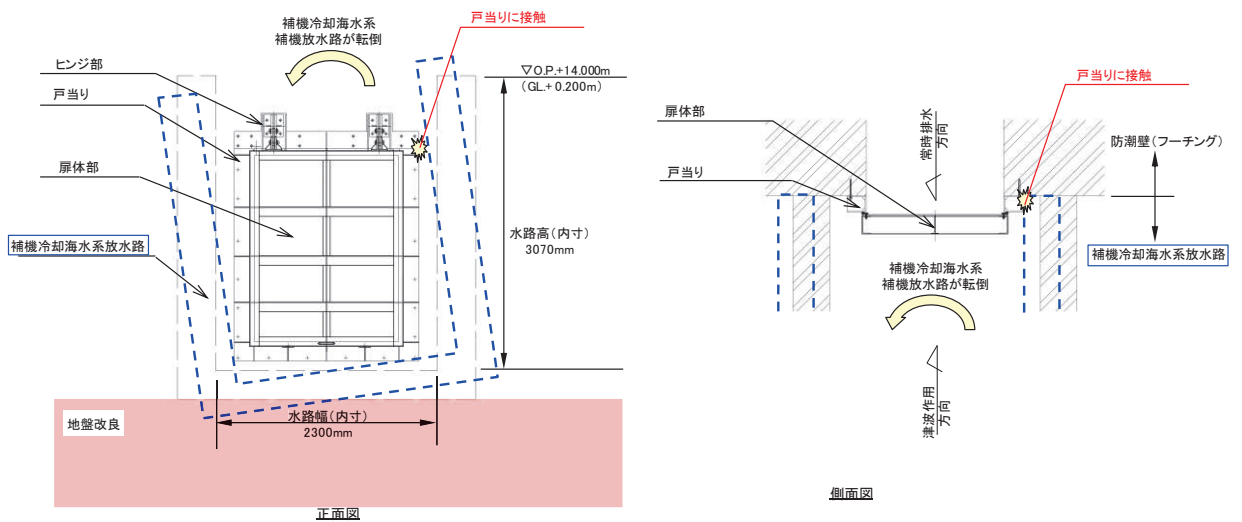 補機冷却海水系
補機放水路が転倒
戸当りに接触
ヒンジ部
戸当り
扉体部
補機冷却海水系放水路
▽O.P.+14.000m
(GL.+0.200m)
水路高(内寸)
3070mm
地盤改良
水路幅(内寸)
2300mm
正面図
戸当りに接触
扉体部
戸当り
常時排水
方向
防潮壁(フーチング)
補機冷却海水系放水路
補機冷却海水系
補機放水路が転倒
津波作用
方向
側面図